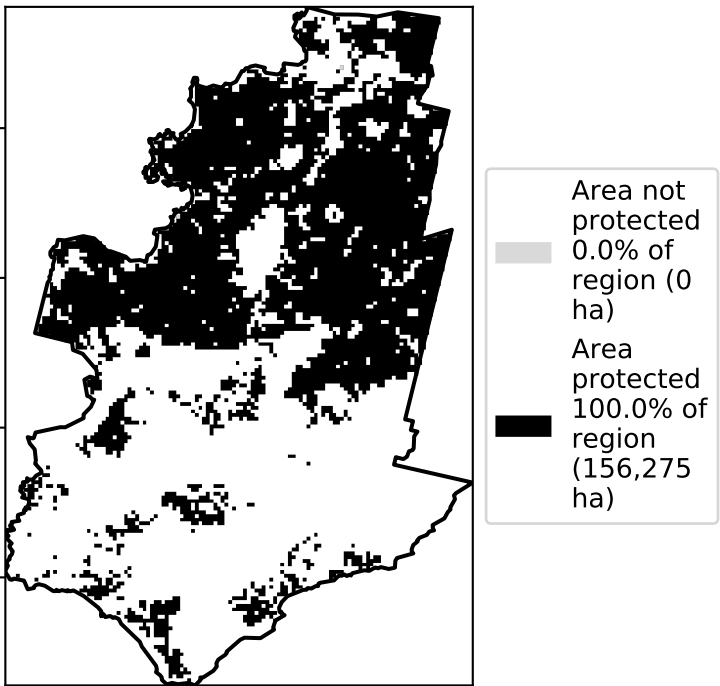 Area not
protected
0.0% of
region (0
ha)
Area
protected
100.0% of
region
(156,275
ha)